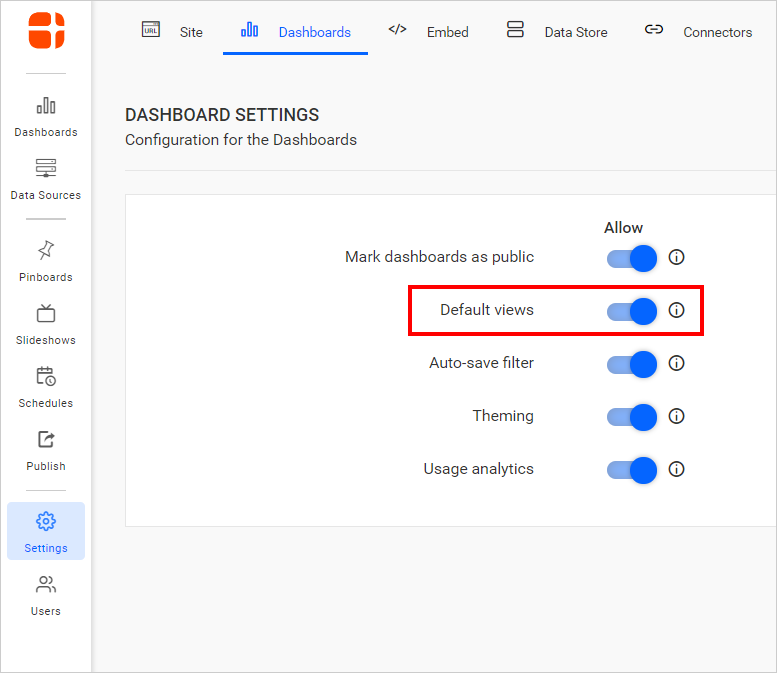 URL Site </> Dashboards Embed Data Store Connectors
Dashboards
Data Sources
Pinboards
Slideshows
Schedules
Publish
Settings
Users
DASHBOARD SETTINGS
Configuration for the Dashboards
Allow
Mark dashboards as public
Default views
Auto-save filter
Theming
Usage analytics